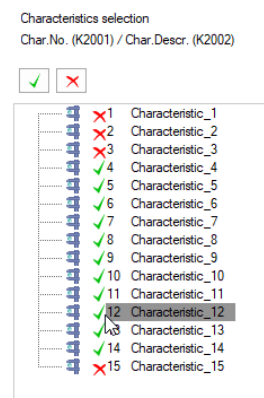 Characteristics selection
Char.No. (K2001) / Char.Descr. (K2002)
1 Characteristic_1
2 Characteristic_2
3 Characteristic_3
4 Characteristic_4
5 Characteristic_5
6 Characteristic_6
7 Characteristic_7
8 Characteristic_8
9 Characteristic_9
10 Characteristic_10
11 Characteristic_11
12 Characteristic_12
13 Characteristic_13
14 Characteristic_14
15 Characteristic_15